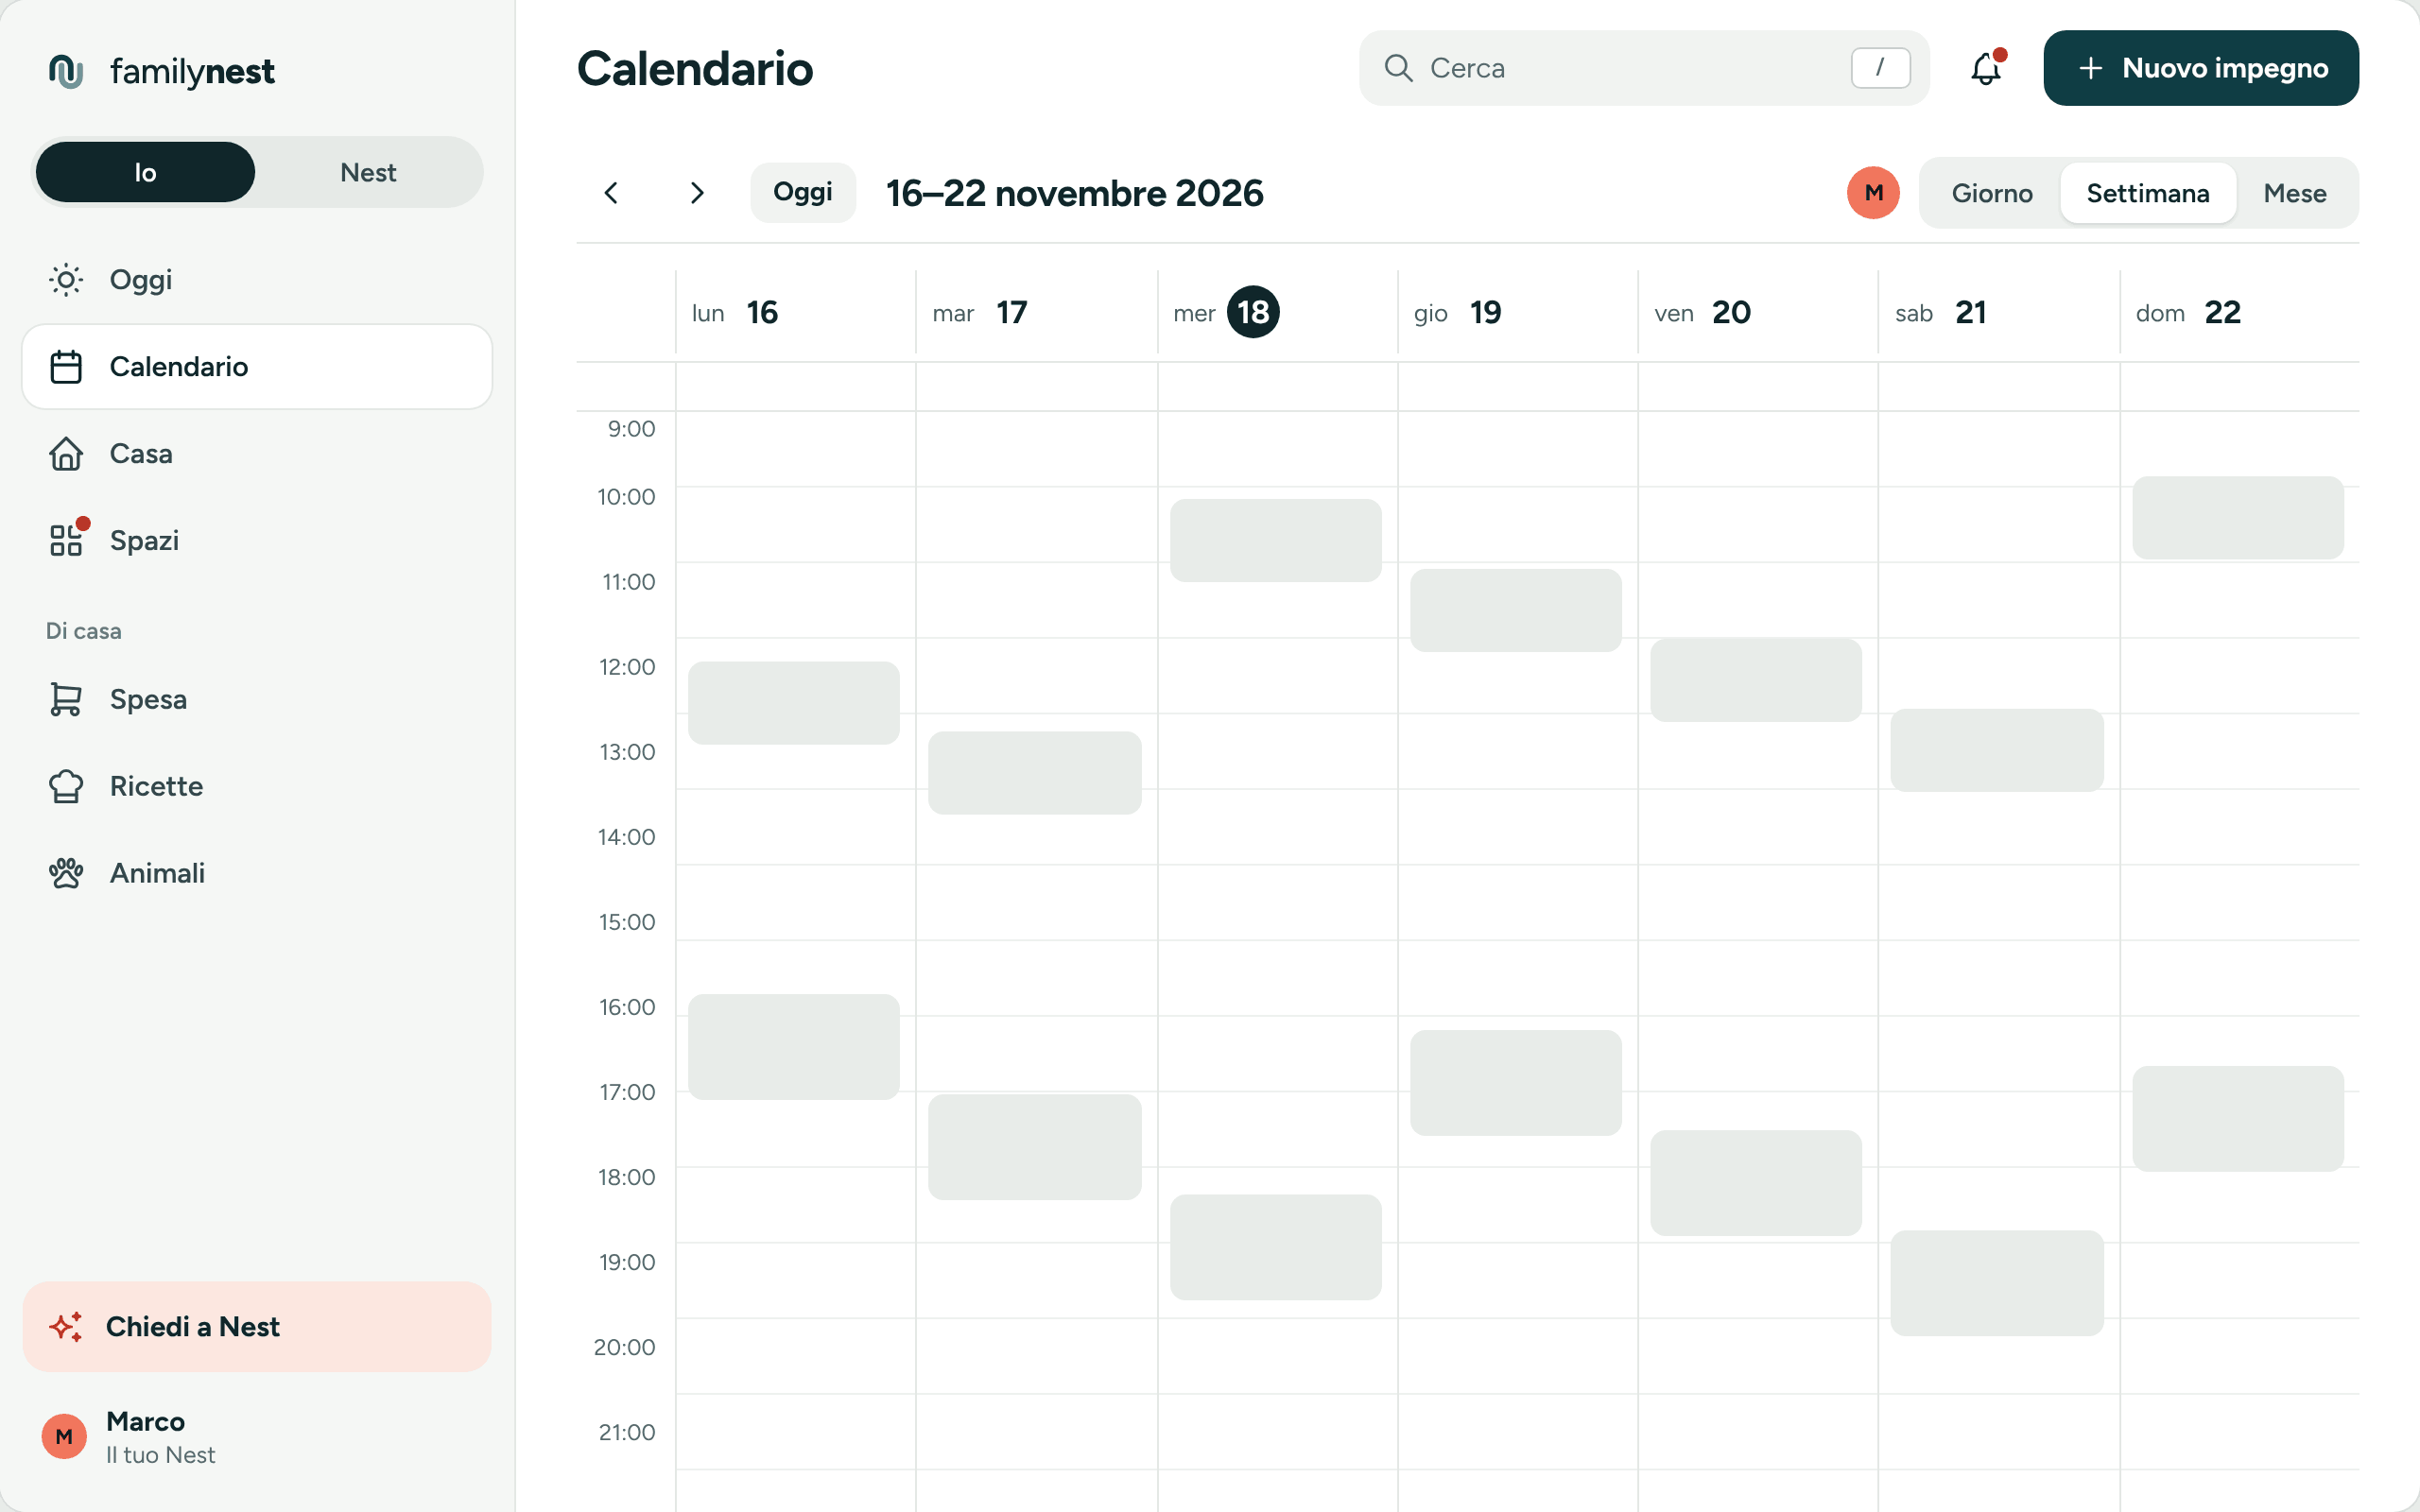 familynest
Io
Nest
Oggi
Calendario
Casa
Spazi
Di casa
Spesa
Ricette
Animali
Chiedi a Nest
M
Marco
Il tuo Nest
Calendario
Cerca
/
+ Nuovo impegno
Oggi
16–22 novembre 2026
M
Giorno
Settimana
Mese
lun 16
mar 17
mer 18
gio 19
ven 20
sab 21
dom 22
9:00
10:00
11:00
12:00
13:00
14:00
15:00
16:00
17:00
18:00
19:00
20:00
21:00